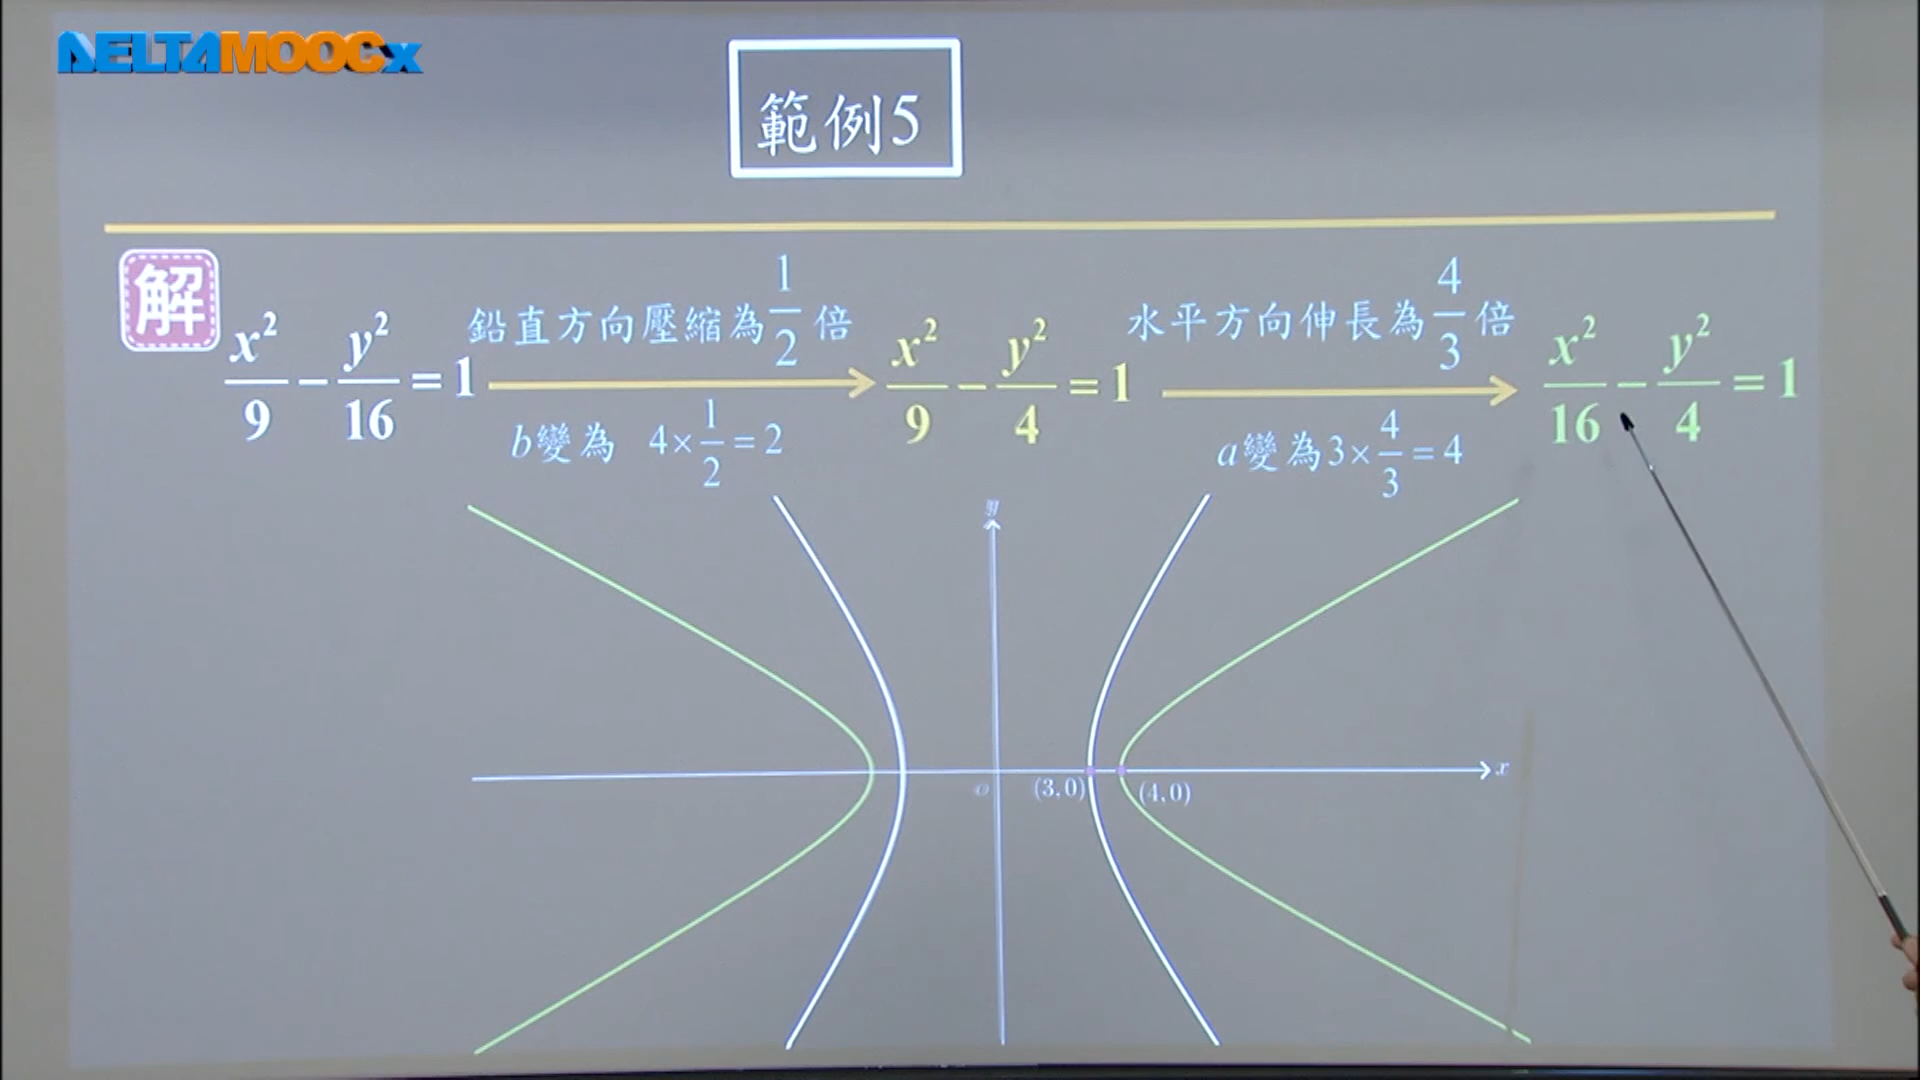 DELTAMOOCx
範例5
解
x²/9 − y²/16 = 1
鉛直方向壓縮為1/2倍
b變為 4×1/2=2
x²/9 − y²/4 = 1
水平方向伸長為4/3倍
a變為3×4/3=4
x²/16 − y²/4 = 1
y
x
o
(3,0)
(4,0)